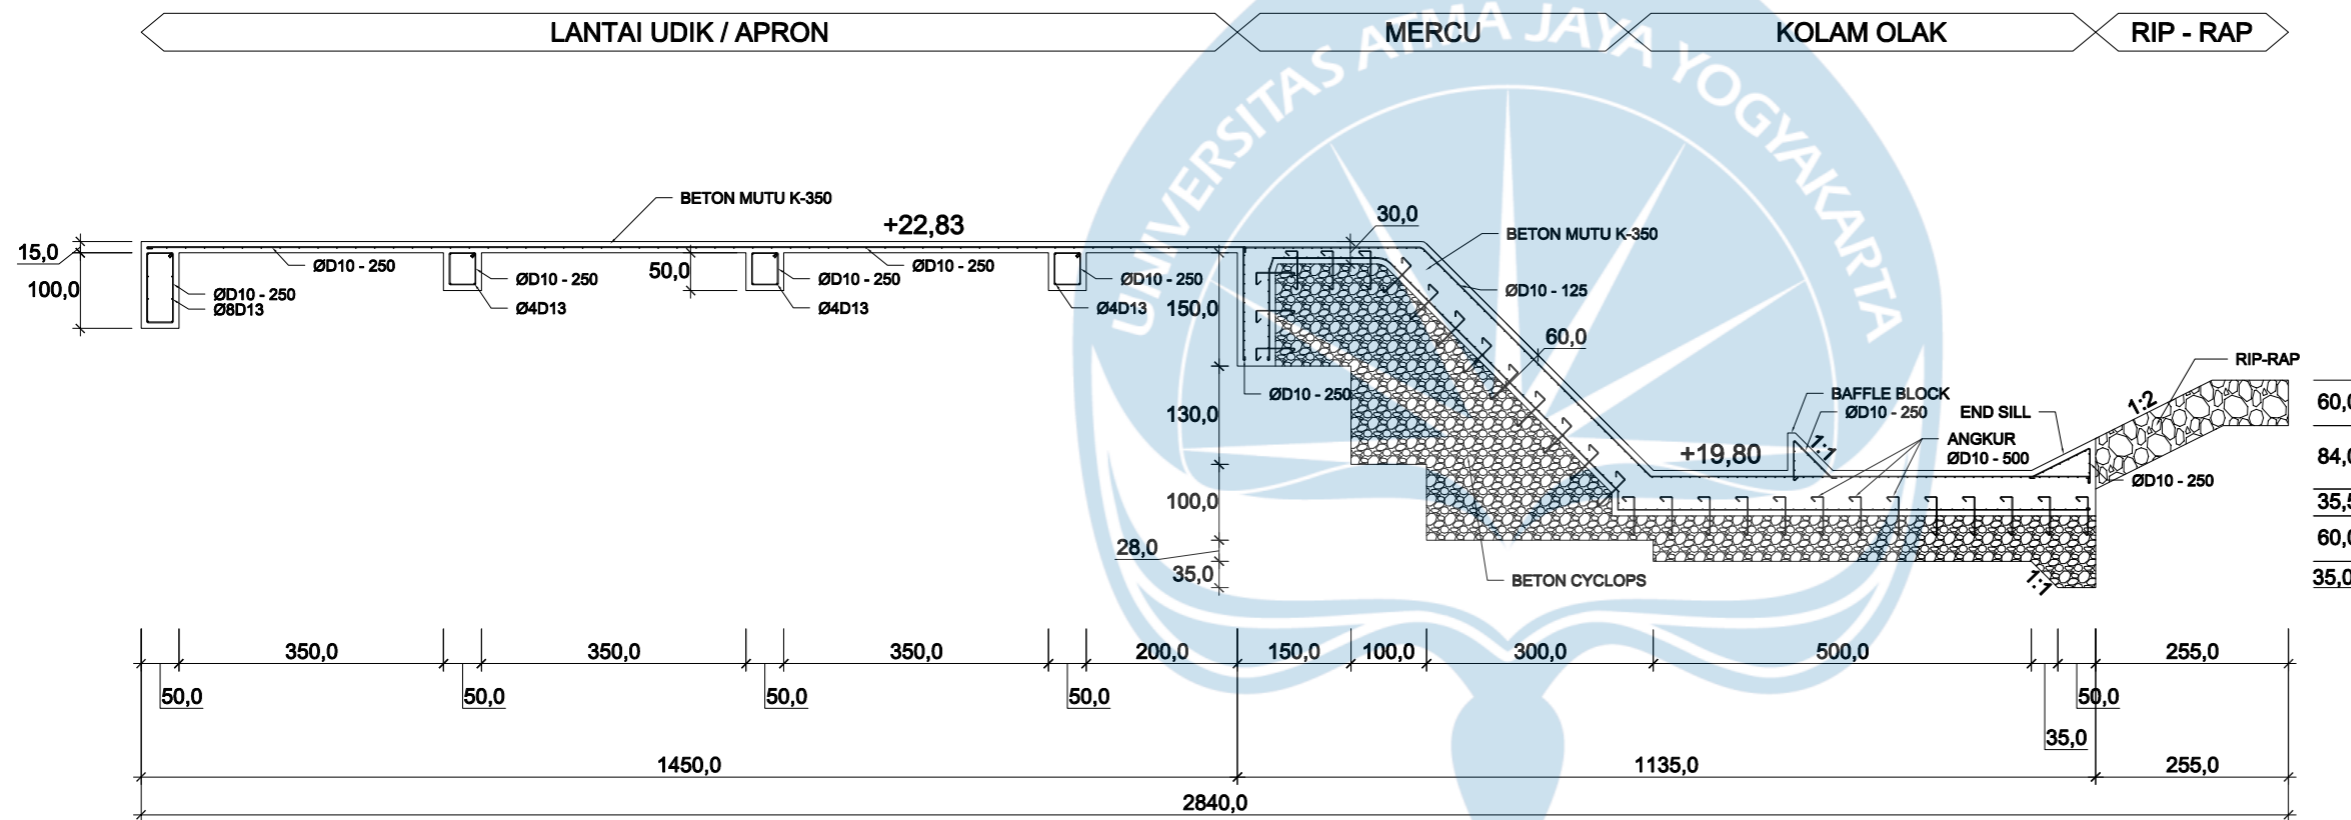 LANTAI UDIK / APRON
MERCU
KOLAM OLAK
RIP - RAP
UNIVERSITAS ATMA JAYA YOGYAKARTA
BETON MUTU K-350
+22,83
30,0
BETON MUTU K-350
15,0
100,0
ØD10 - 250
ØD10 - 250
Ø8D13
ØD10 - 250
Ø4D13
50,0
ØD10 - 250
Ø4D13
ØD10 - 250
ØD10 - 250
Ø4D13
150,0
ØD10 - 125
60,0
RIP-RAP
ØD10 - 250
130,0
BAFFLE BLOCK
ØD10 - 250
1:1
END SILL
1:2
ANGKUR
ØD10 - 500
+19,80
ØD10 - 250
100,0
28,0
35,0
BETON CYCLOPS
1:1
60,0
84,0
35,5
60,0
35,0
350,0
350,0
350,0
200,0
150,0
100,0
300,0
500,0
255,0
50,0
50,0
50,0
50,0
50,0
35,0
1450,0
1135,0
255,0
2840,0